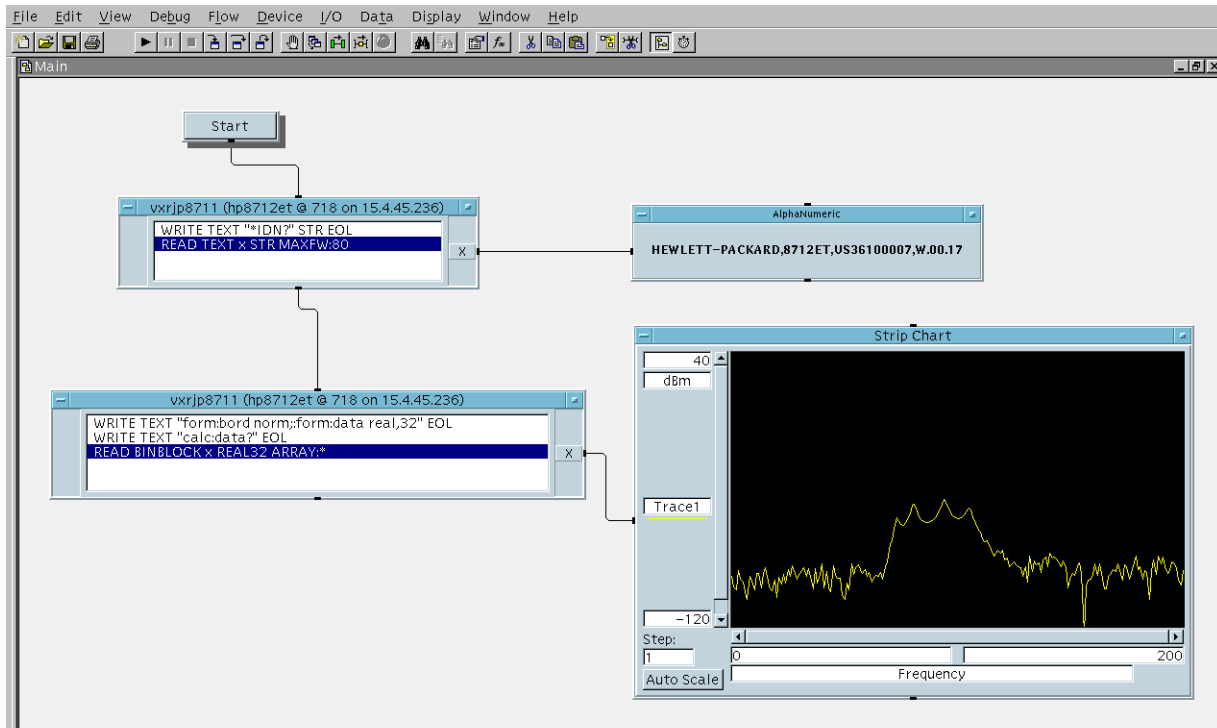 File Edit View Debug Flow Device I/O Data Display Window Help
Main
Start
vxrjp8711 (hp8712et @ 718 on 15.4.45.236)
WRITE TEXT "*IDN?" STR EOL
READ TEXT x STR MAXFW:80
X
AlphaNumeric
HEWLETT-PACKARD,8712ET,US36100007,W.00.17
vxrjp8711 (hp8712et @ 718 on 15.4.45.236)
WRITE TEXT "form:bord norm;:form:data real,32" EOL
WRITE TEXT "calc:data?" EOL
READ BINBLOCK x REAL32 ARRAY:*
X
Strip Chart
40
dBm
Trace1
-120
Step:
1
0 200
Frequency
Auto Scale